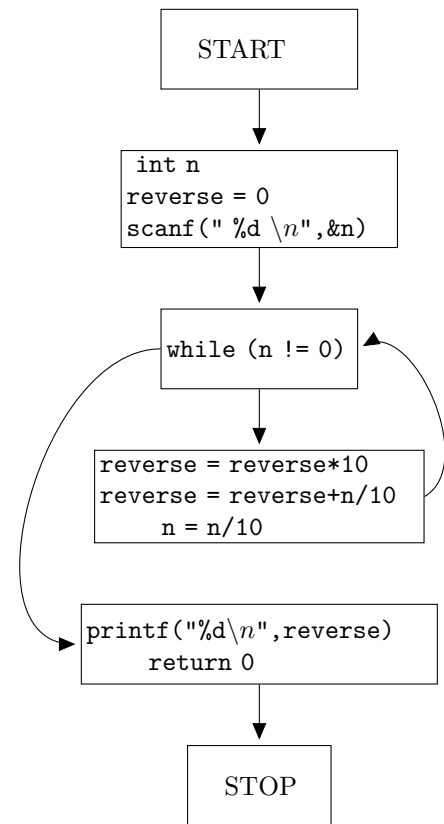 START
int n
reverse = 0
scanf(" %d \n",&n)
while (n != 0)
reverse = reverse*10
reverse = reverse+n/10
n = n/10
printf("%d\n",reverse)
return 0
STOP